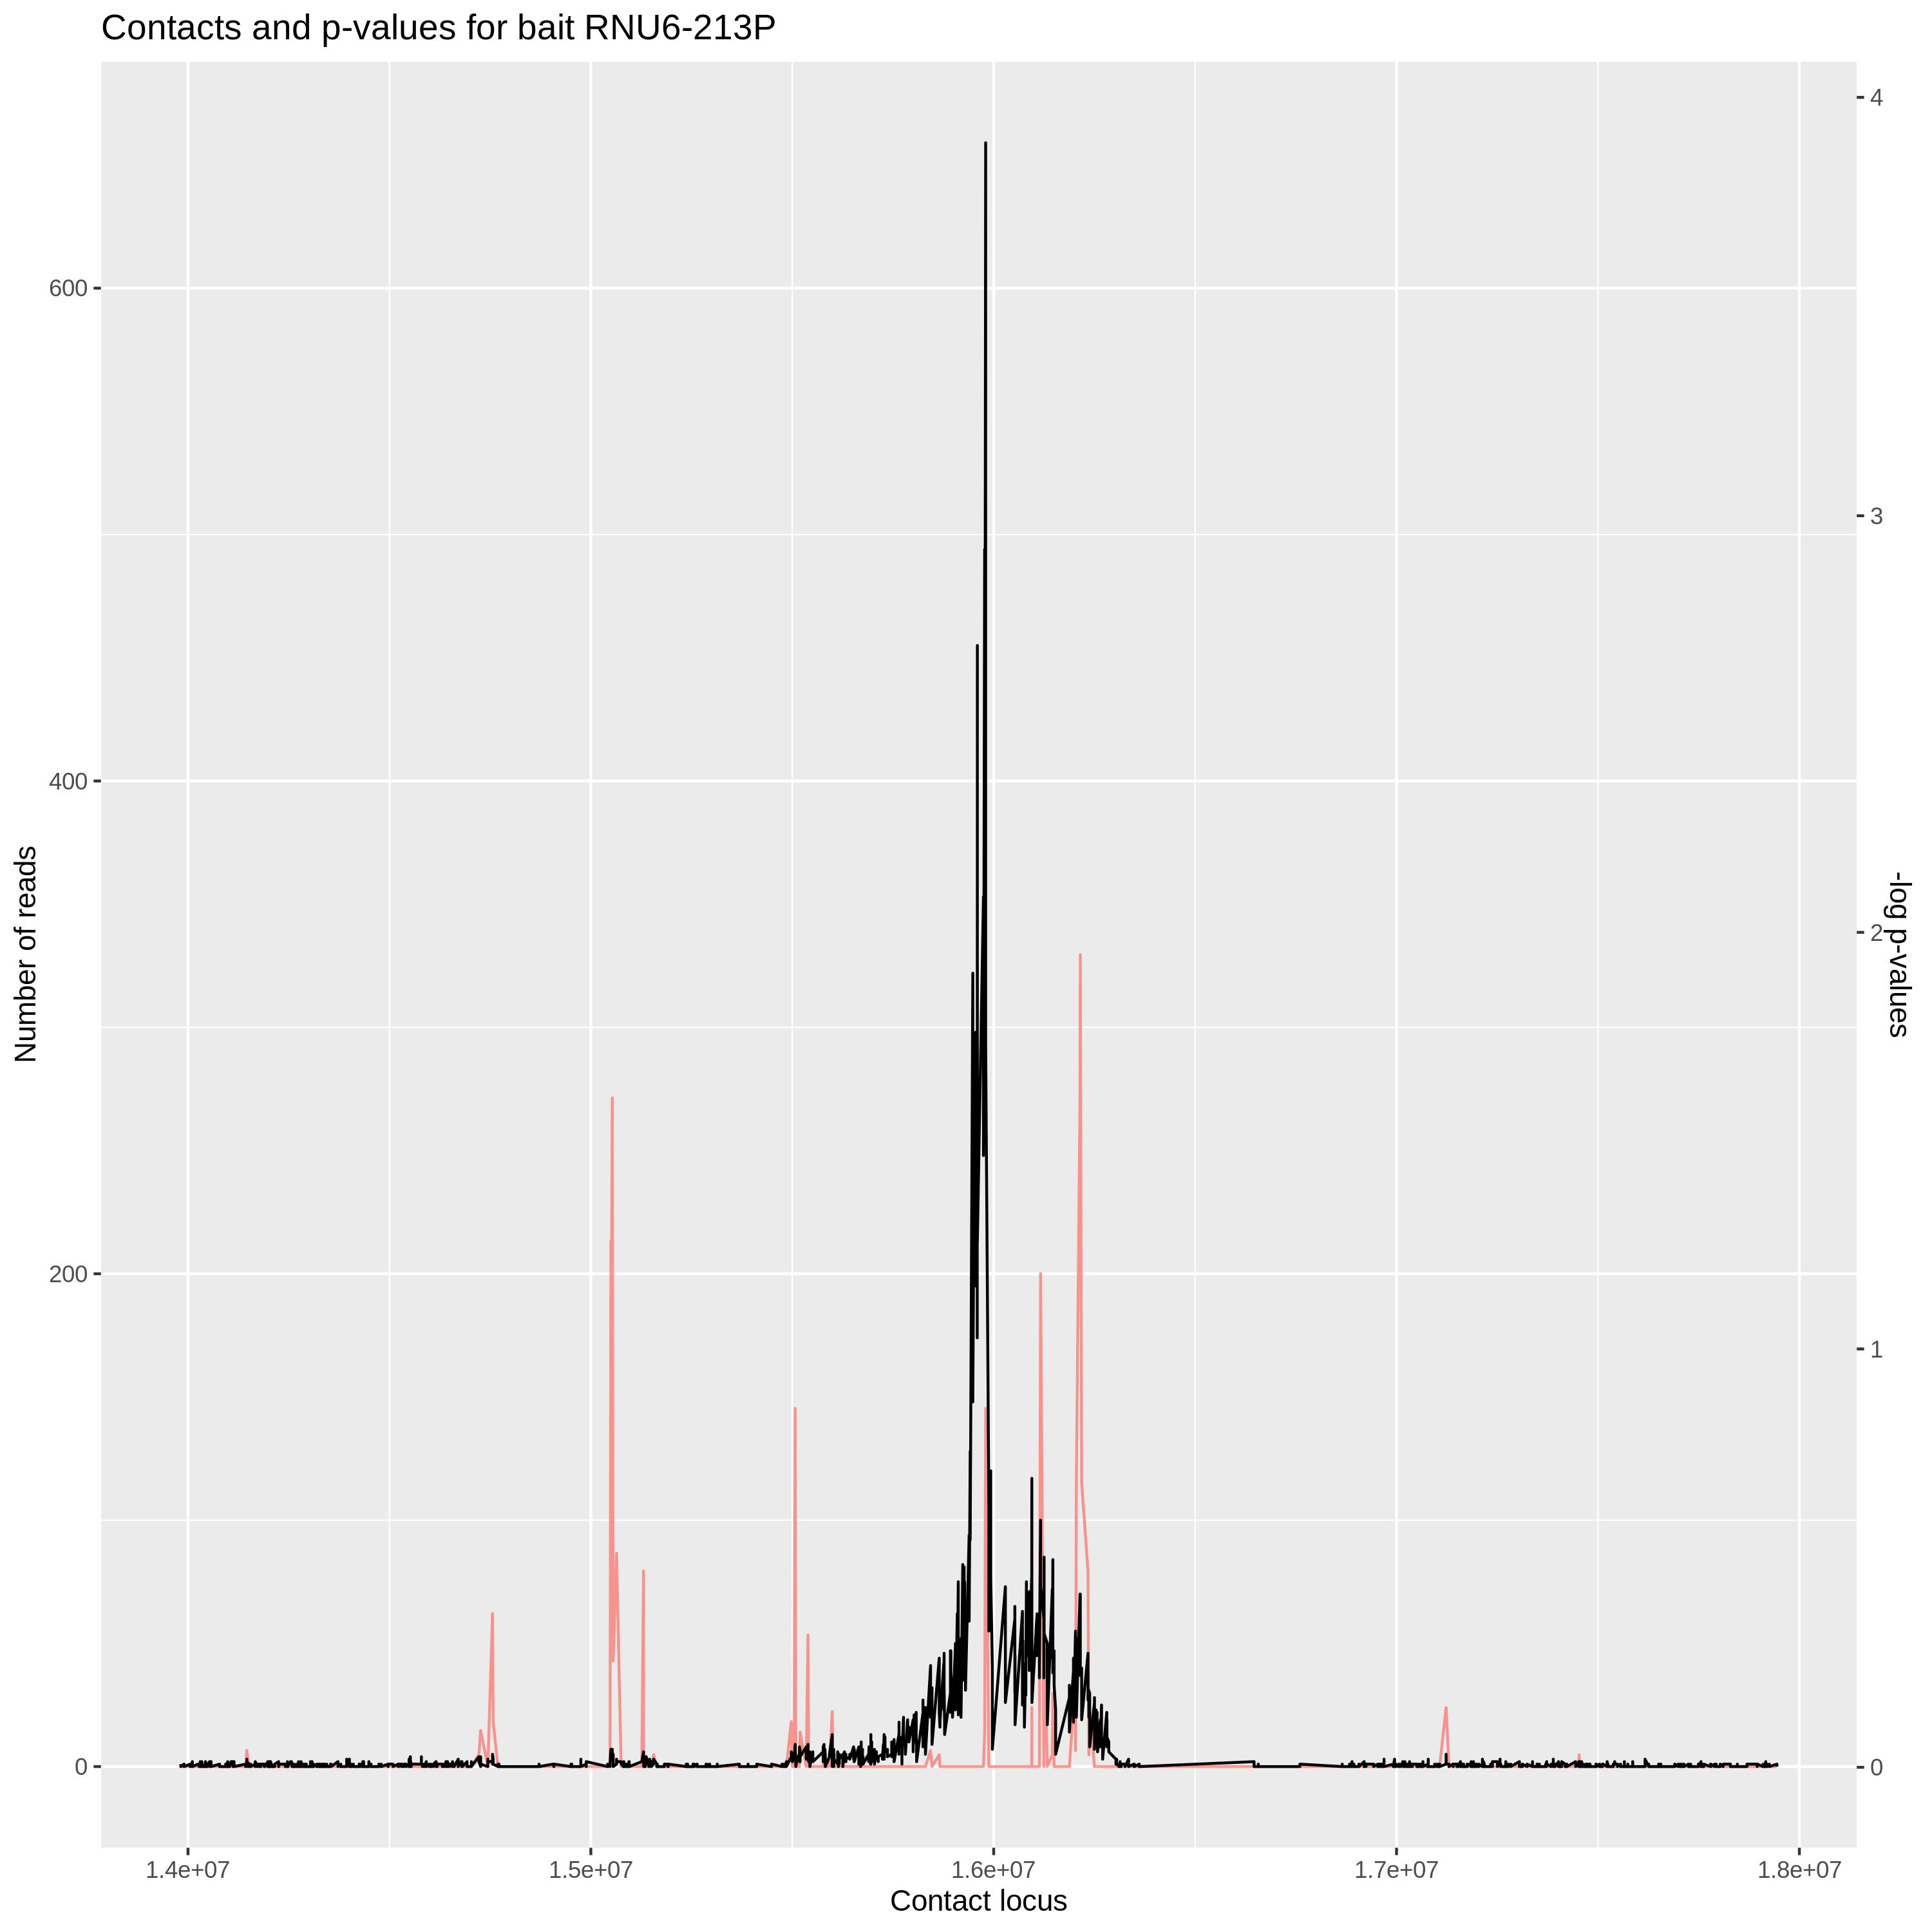 Contacts and p-values for bait RNU6-213P
4
600
3
400
Number of reads
2
-log p-values
200
1
0
0
1.4e+07
1.5e+07
1.6e+07
1.7e+07
1.8e+07
Contact locus